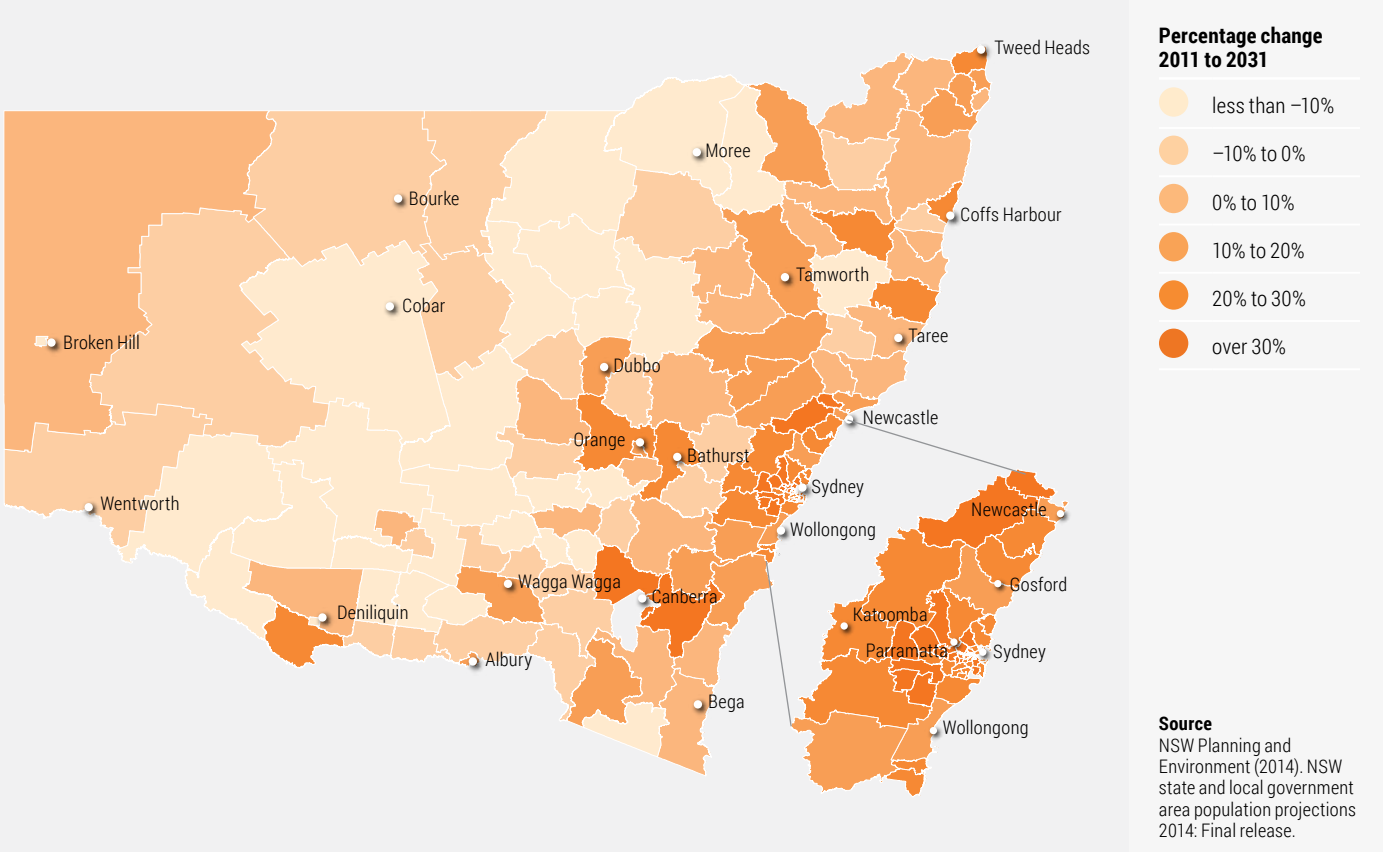 Tweed Heads
Moree
Bourke
Coffs Harbour
Tamworth
Cobar
Taree
Broken Hill
Dubbo
Newcastle
Orange
Bathurst
Sydney
Wentworth
Wollongong
Wagga Wagga
Canberra
Deniliquin
Albury
Bega
Newcastle
Gosford
Katoomba
Parramatta
Sydney
Wollongong
Percentage change
2011 to 2031
less than –10%
–10% to 0%
0% to 10%
10% to 20%
20% to 30%
over 30%
Source
NSW Planning and
Environment (2014). NSW
state and local government
area population projections
2014: Final release.